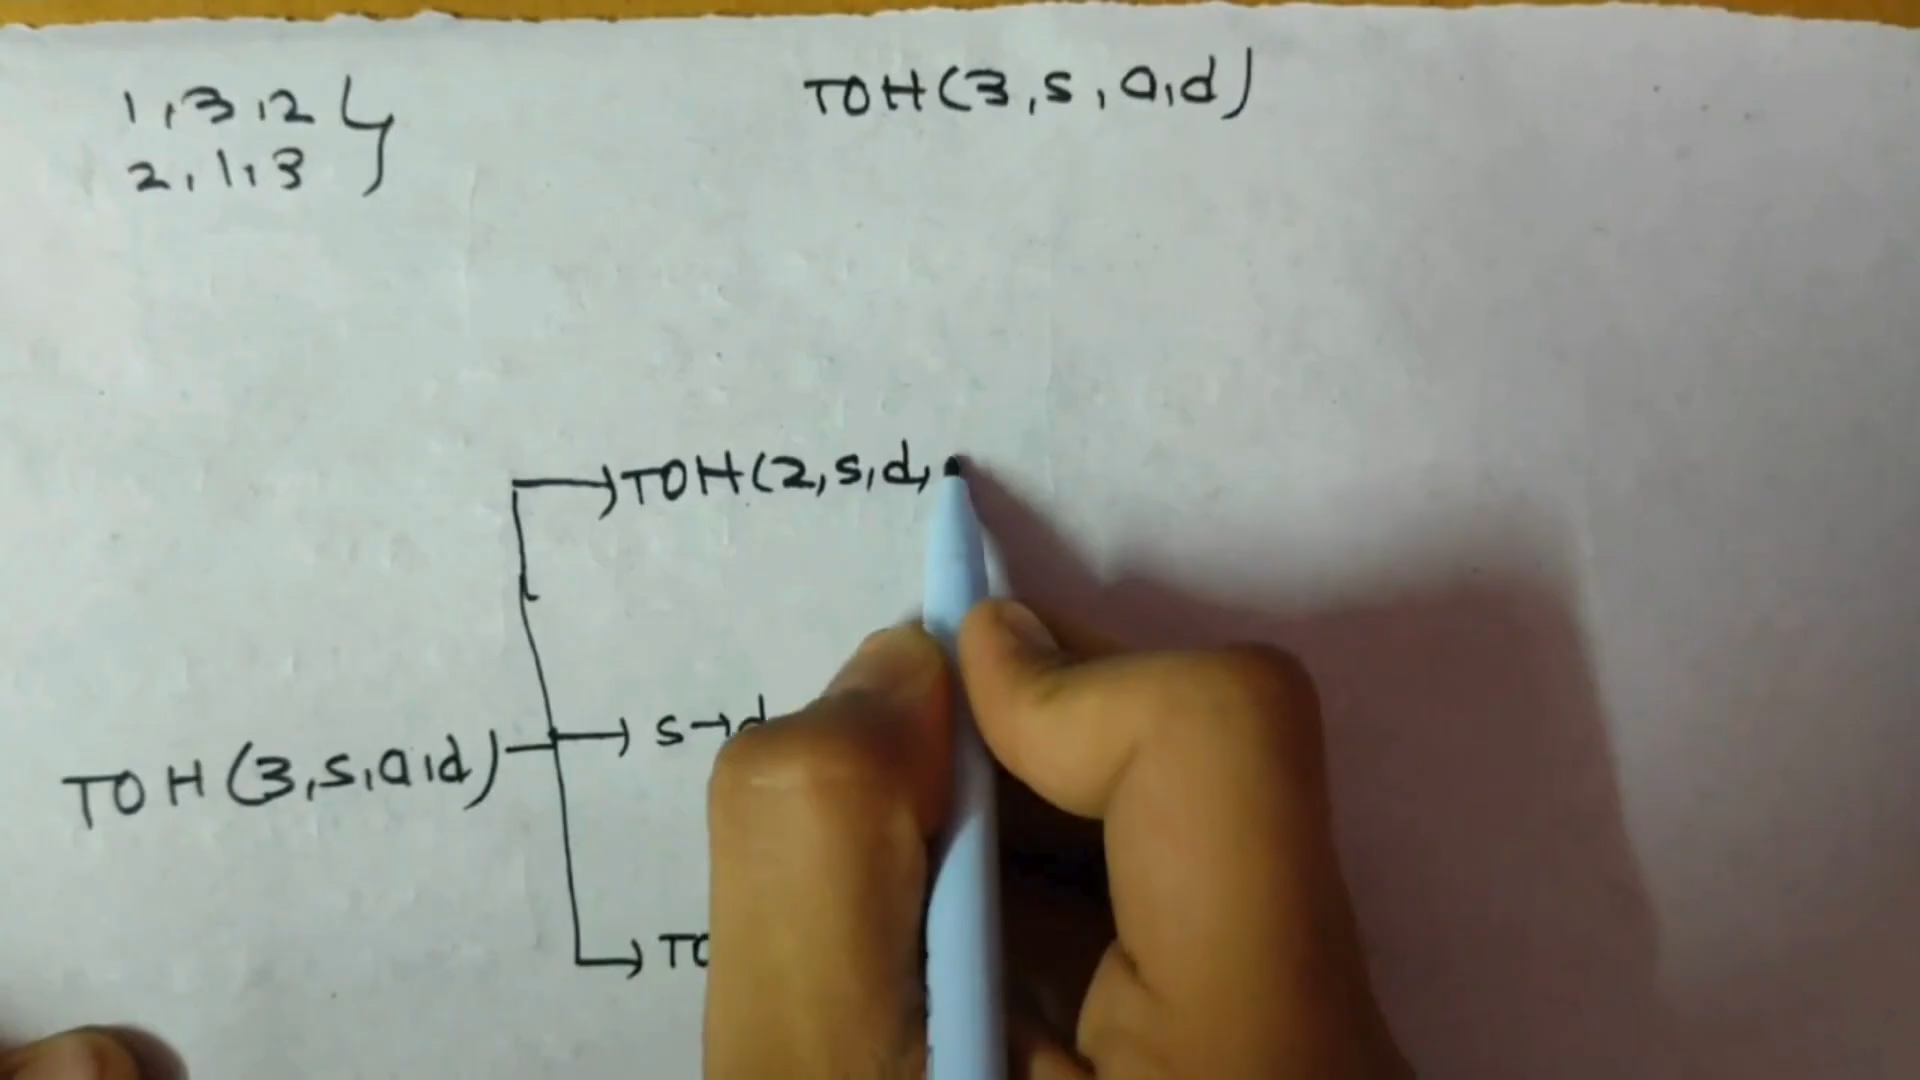 1,3,2
2,1,3
TOH(3,s,a,d)
TOH(2,s,d,
s→d
TOH(3,s,a,d)
TO